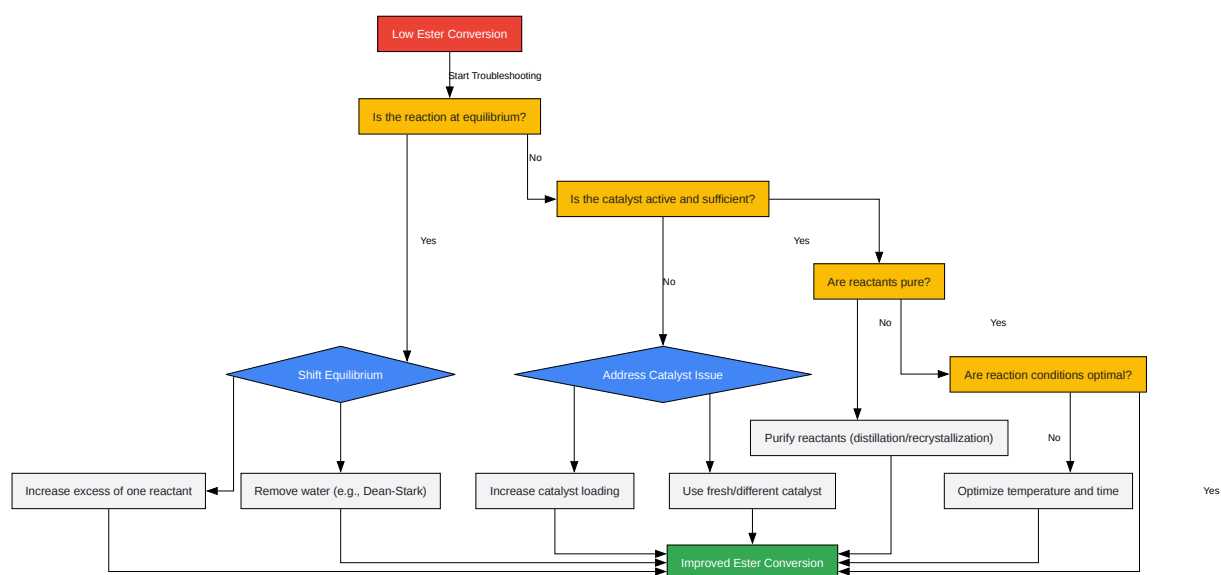 Low Ester Conversion
Start Troubleshooting
Is the reaction at equilibrium?
No
Is the catalyst active and sufficient?
Yes
Yes
No
Are reactants pure?
No
Yes
Shift Equilibrium
Address Catalyst Issue
Are reaction conditions optimal?
Purify reactants (distillation/recrystallization)
No
Increase excess of one reactant
Remove water (e.g., Dean-Stark)
Increase catalyst loading
Use fresh/different catalyst
Optimize temperature and time
Yes
Improved Ester Conversion